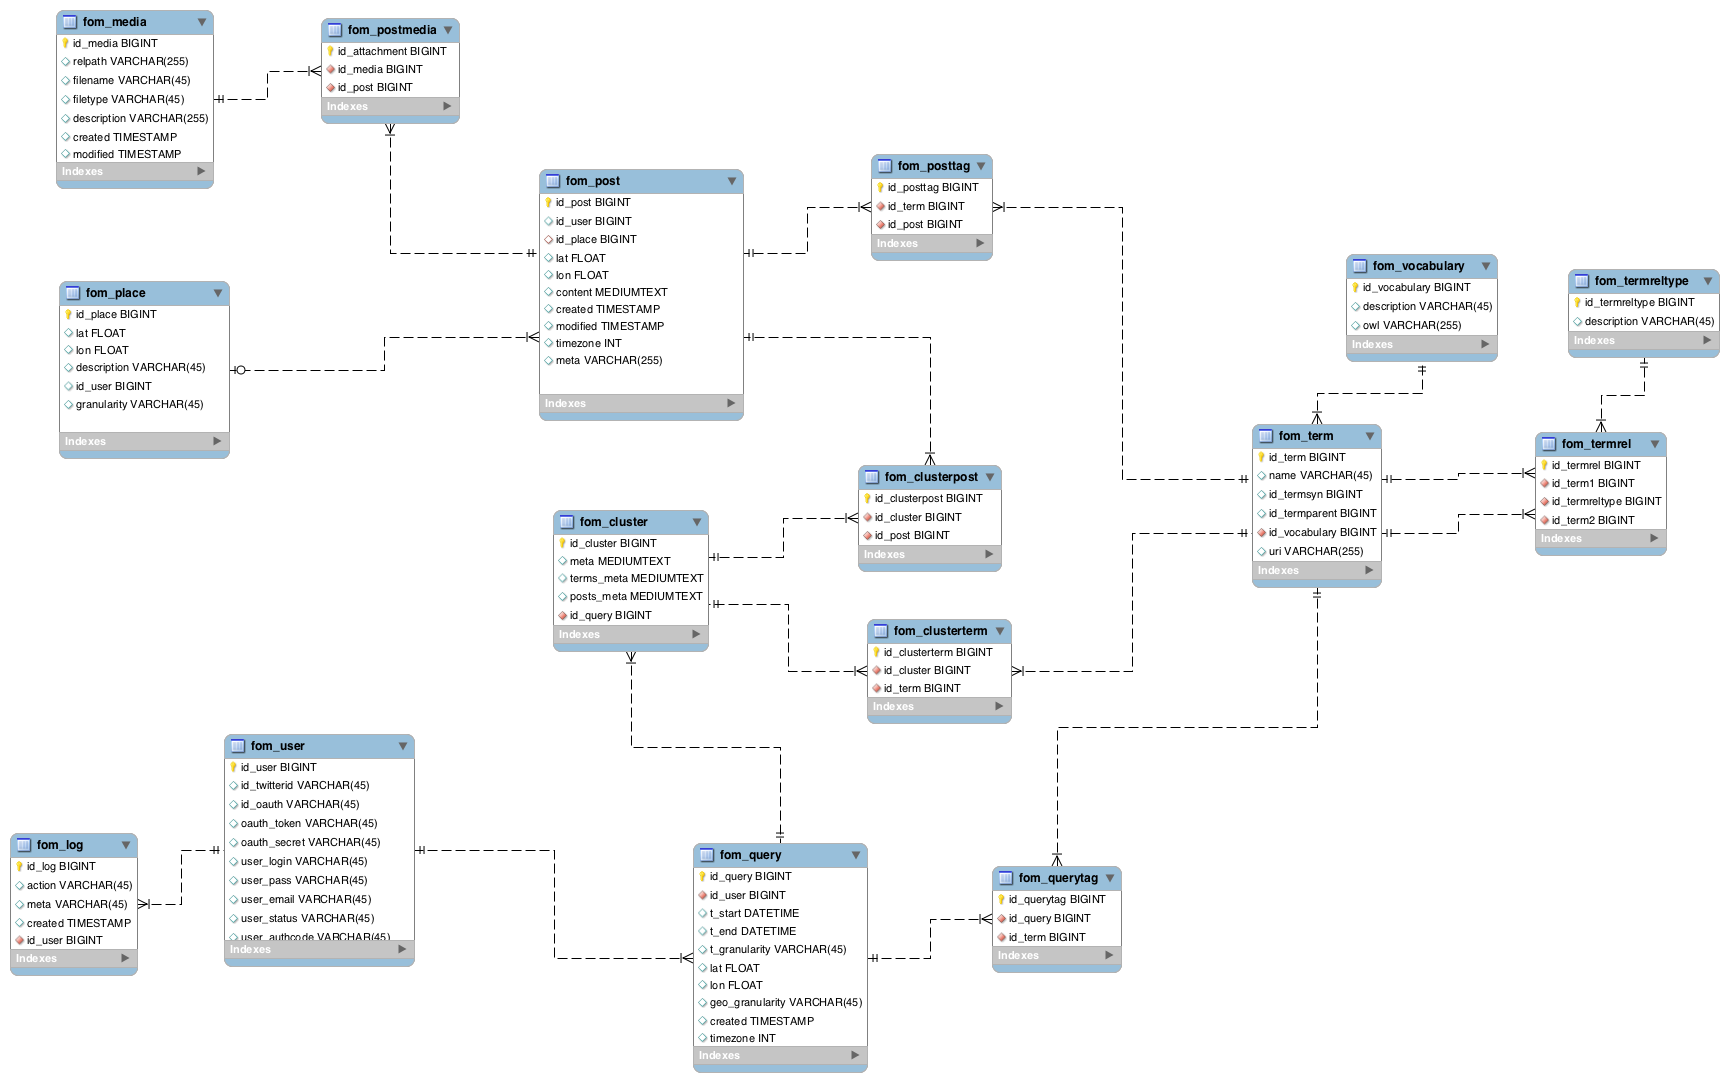 fom_media
id_media BIGINT
relpath VARCHAR(255)
filename VARCHAR(45)
filetype VARCHAR(45)
description VARCHAR(255)
created TIMESTAMP
modified TIMESTAMP
Indexes
fom_postmedia
id_attachment BIGINT
id_media BIGINT
id_post BIGINT
Indexes
fom_post
id_post BIGINT
id_user BIGINT
id_place BIGINT
lat FLOAT
lon FLOAT
content MEDIUMTEXT
created TIMESTAMP
modified TIMESTAMP
timezone INT
meta VARCHAR(255)
Indexes
fom_posttag
id_posttag BIGINT
id_term BIGINT
id_post BIGINT
Indexes
fom_vocabulary
id_vocabulary BIGINT
description VARCHAR(45)
owl VARCHAR(255)
Indexes
fom_termreltype
id_termreltype BIGINT
description VARCHAR(45)
Indexes
fom_place
id_place BIGINT
lat FLOAT
lon FLOAT
description VARCHAR(45)
id_user BIGINT
granularity VARCHAR(45)
Indexes
fom_term
id_term BIGINT
name VARCHAR(45)
id_termsyn BIGINT
id_termparent BIGINT
id_vocabulary BIGINT
uri VARCHAR(255)
Indexes
fom_termrel
id_termrel BIGINT
id_term1 BIGINT
id_termreltype BIGINT
id_term2 BIGINT
Indexes
fom_clusterpost
id_clusterpost BIGINT
id_cluster BIGINT
id_post BIGINT
Indexes
fom_cluster
id_cluster BIGINT
meta MEDIUMTEXT
terms_meta MEDIUMTEXT
posts_meta MEDIUMTEXT
id_query BIGINT
Indexes
fom_clusterterm
id_clusterterm BIGINT
id_cluster BIGINT
id_term BIGINT
Indexes
fom_user
id_user BIGINT
id_twitterid VARCHAR(45)
id_oauth VARCHAR(45)
oauth_token VARCHAR(45)
oauth_secret VARCHAR(45)
user_login VARCHAR(45)
user_pass VARCHAR(45)
user_email VARCHAR(45)
user_status VARCHAR(45)
user_authcode VARCHAR(45)
Indexes
fom_log
id_log BIGINT
action VARCHAR(45)
meta VARCHAR(45)
created TIMESTAMP
id_user BIGINT
Indexes
fom_query
id_query BIGINT
id_user BIGINT
t_start DATETIME
t_end DATETIME
t_granularity VARCHAR(45)
lat FLOAT
lon FLOAT
geo_granularity VARCHAR(45)
created TIMESTAMP
timezone INT
Indexes
fom_querytag
id_querytag BIGINT
id_query BIGINT
id_term BIGINT
Indexes